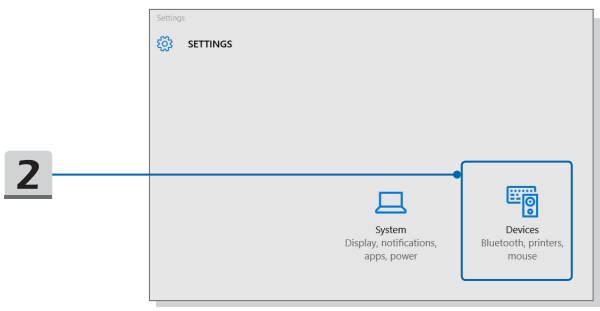 Settings
SETTINGS
2
System
Display, notifications,
apps, power
Devices
Bluetooth, printers,
mouse